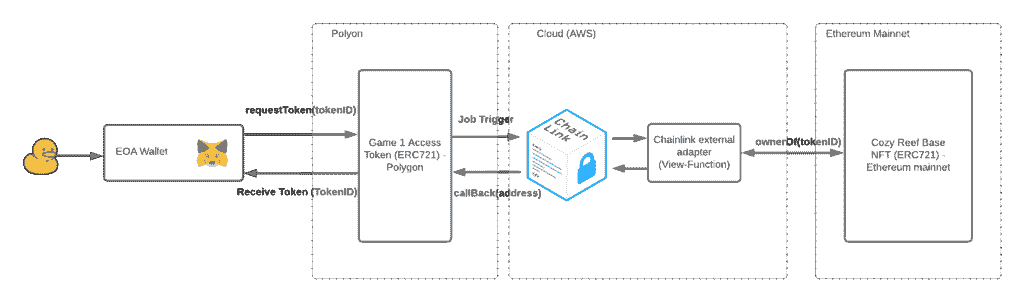 Polyon
Cloud (AWS)
Ethereum Mainnet
requestToken(tokenID)
Job Trigger
Chain
Link
EOA Wallet
Game 1 Access
Token (ERC721) -
Polygon
Chainlink external
adapter
(View-Function)
ownerOf(tokenID)
Cozy Reef Base
NFT (ERC721) -
Ethereum mainnet
Receive Token (TokenID)
callBack(address)